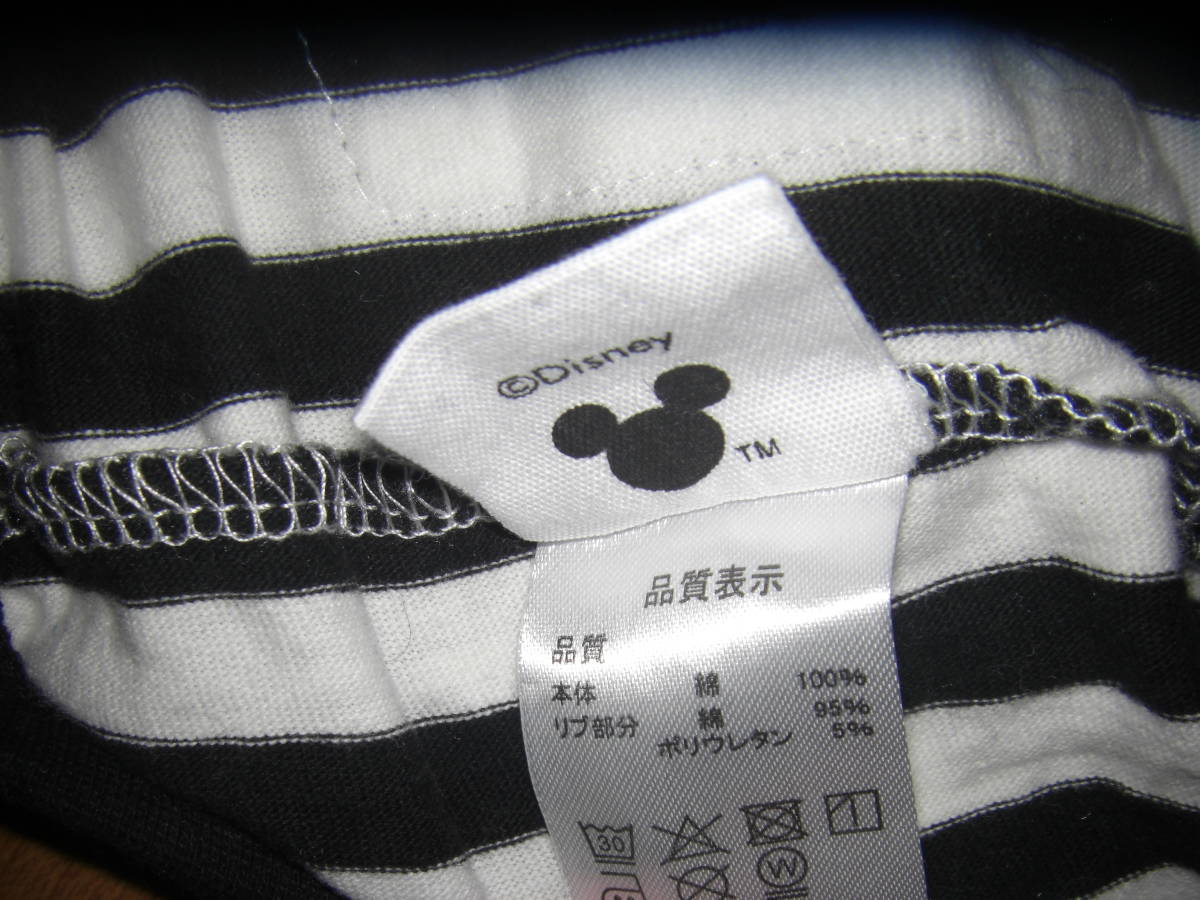 ©Disney
TM
品質表示
品質
本体 綿 100%
リブ部分 綿 95%
ポリウレタン 5%
30
W